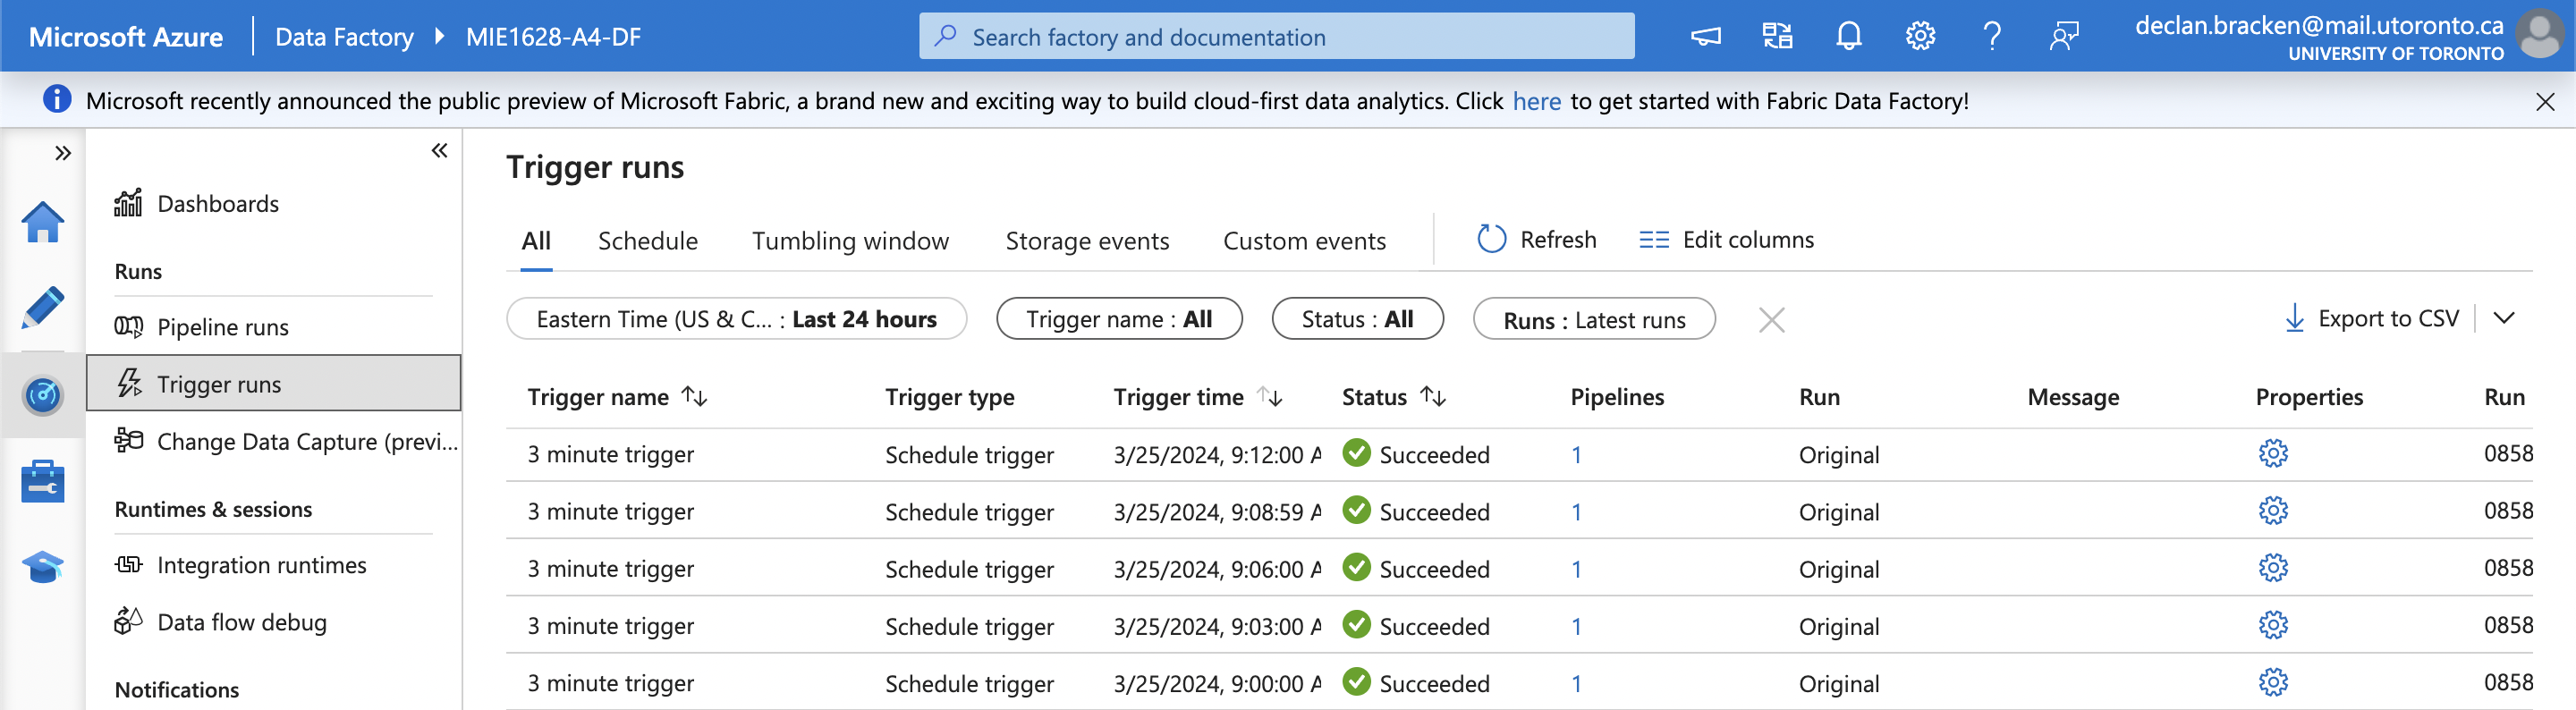 Microsoft Azure Data Factory MIE1628-A4-DF Search factory and documentation declan.bracken@mail.utoronto.ca
UNIVERSITY OF TORONTO
Microsoft recently announced the public preview of Microsoft Fabric, a brand new and exciting way to build cloud-first data analytics. Click here to get started with Fabric Data Factory!
Dashboards
Runs
Pipeline runs
Trigger runs
Change Data Capture (previ...
Runtimes & sessions
Integration runtimes
Data flow debug
Notifications
Trigger runs
All Schedule Tumbling window Storage events Custom events Refresh Edit columns
Eastern Time (US & C... : Last 24 hours Trigger name : All Status : All Runs : Latest runs Export to CSV
Trigger name Trigger type Trigger time Status Pipelines Run Message Properties Run
3 minute trigger Schedule trigger 3/25/2024, 9:12:00 A Succeeded 1 Original 0858
3 minute trigger Schedule trigger 3/25/2024, 9:08:59 A Succeeded 1 Original 0858
3 minute trigger Schedule trigger 3/25/2024, 9:06:00 A Succeeded 1 Original 0858
3 minute trigger Schedule trigger 3/25/2024, 9:03:00 A Succeeded 1 Original 0858
3 minute trigger Schedule trigger 3/25/2024, 9:00:00 A Succeeded 1 Original 0858